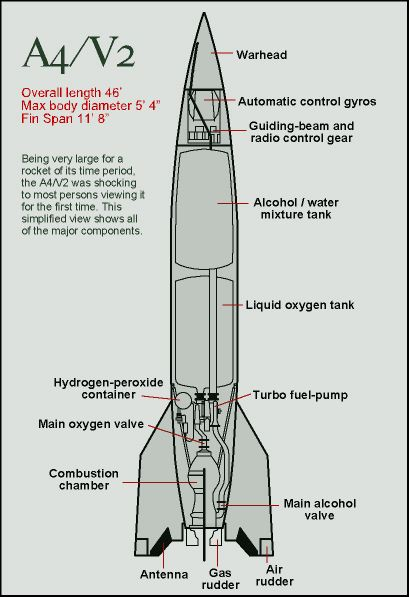 A4/V2
Overall length 46'
Max body diameter 5' 4"
Fin Span 11' 8"
Being very large for a
rocket of its time period,
the A4/V2 was shocking
to most persons viewing it
for the first time. This
simplified view shows all
of the major components.
Warhead
Automatic control gyros
Guiding-beam and
radio control gear
Alcohol / water
mixture tank
Liquid oxygen tank
Hydrogen-peroxide
container
Turbo fuel-pump
Main oxygen valve
Combustion
chamber
Main alcohol
valve
Antenna
Gas
rudder
Air
rudder